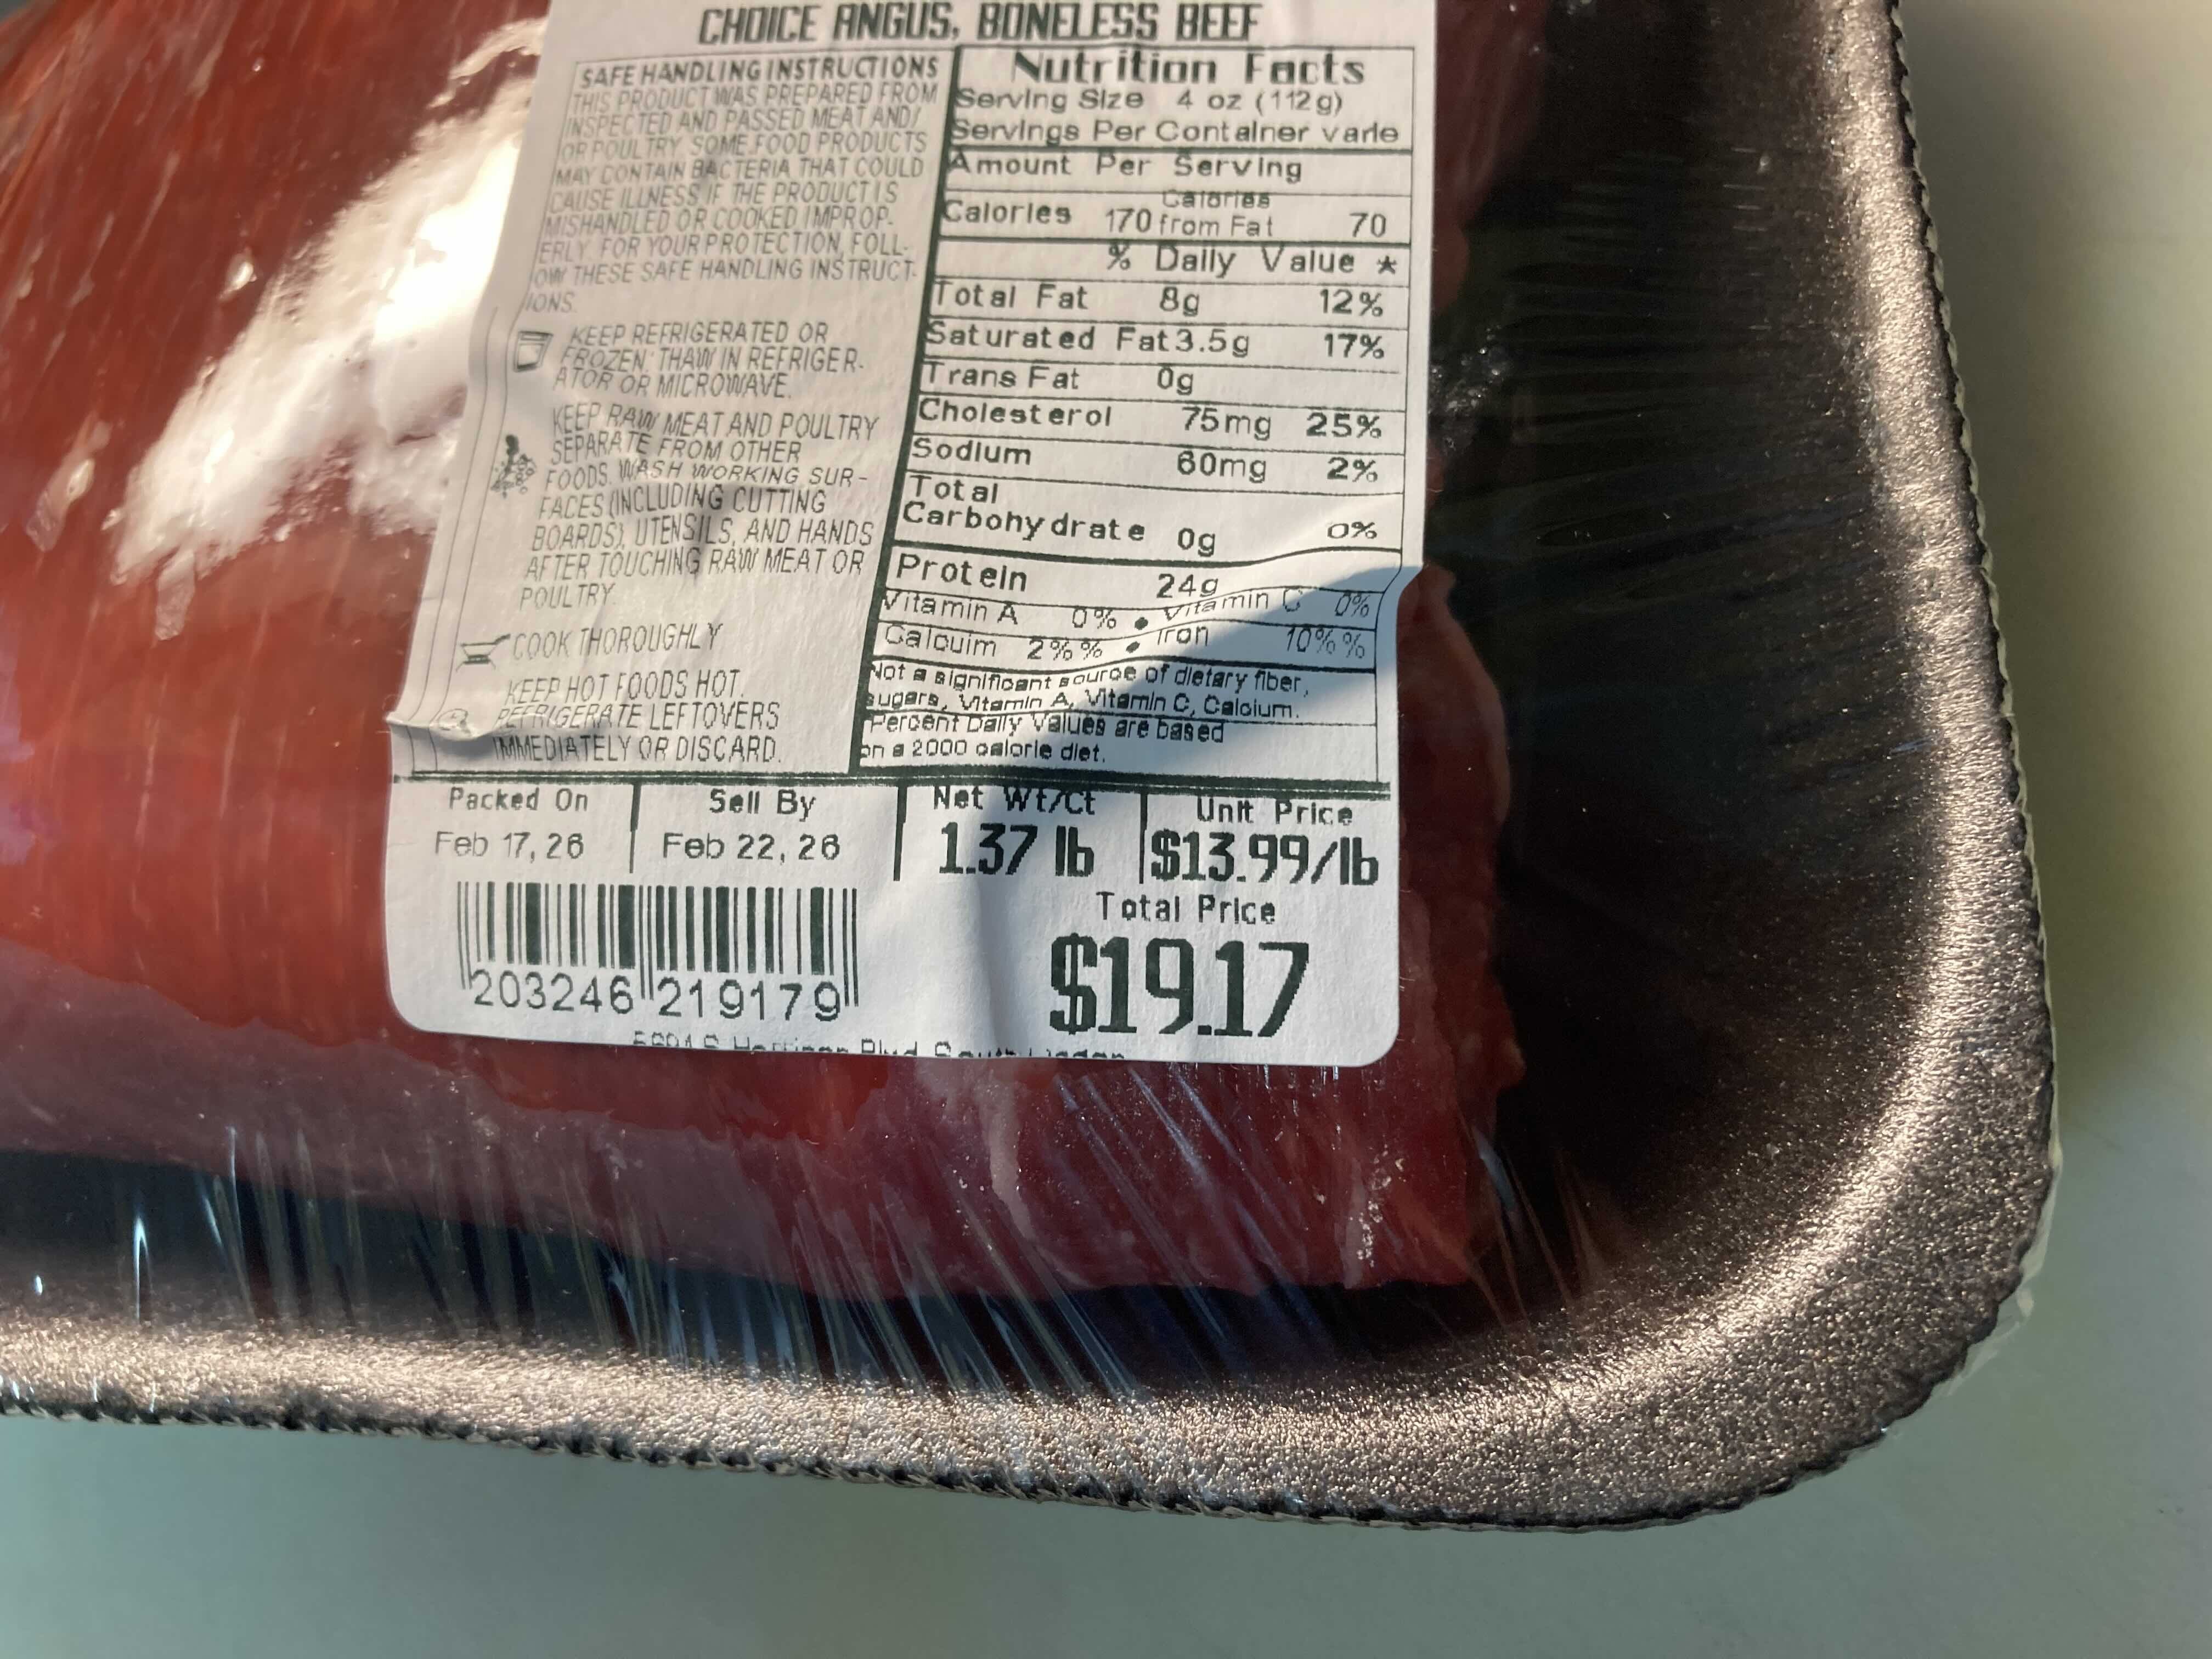 CHOICE ANGUS, BONELESS BEEF
SAFE HANDLING INSTRUCTIONS
THIS PRODUCT WAS PREPARED FROM
INSPECTED AND PASSED MEAT AND/
OR POULTRY. SOME FOOD PRODUCTS
MAY CONTAIN BACTERIA THAT COULD
CAUSE ILLNESS IF THE PRODUCT IS
MISHANDLED OR COOKED IMPROP-
ERLY. FOR YOUR PROTECTION, FOLL-
OW THESE SAFE HANDLING INSTRUCT-
IONS.
KEEP REFRIGERATED OR
FROZEN. THAW IN REFRIGER-
ATOR OR MICROWAVE.
KEEP RAW MEAT AND POULTRY
SEPARATE FROM OTHER
FOODS. WASH WORKING SUR-
FACES (INCLUDING CUTTING
BOARDS), UTENSILS, AND HANDS
AFTER TOUCHING RAW MEAT OR
POULTRY.
COOK THOROUGHLY
KEEP HOT FOODS HOT.
REFRIGERATE LEFTOVERS
IMMEDIATELY OR DISCARD.
Nutrition Facts
Serving Size 4 oz (112g)
Servings Per Container varie
Amount Per Serving
Calories 170 Calories from Fat 70
% Daily Value *
Total Fat 8g 12%
Saturated Fat 3.5g 17%
Trans Fat 0g
Cholesterol 75mg 25%
Sodium 60mg 2%
Total
Carbohydrate 0g 0%
Protein 24g
Vitamin A 0% • Vitamin C 0%
Calcuim 2%% • Iron 10%%
Not a significant source of dietary fiber,
sugars, Vitamin A, Vitamin C, Calcium.
Percent Daily Values are based
on a 2000 calorie diet.
Packed On
Feb 17, 26
Sell By
Feb 22, 26
Net Wt/Ct
1.37 lb
Unit Price
$13.99/lb
Total Price
$19.17
203246 219179